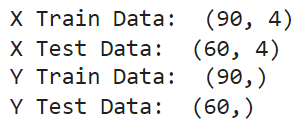 X Train Data:  (90, 4)
X Test Data:  (60, 4)
Y Train Data:  (90,)
Y Test Data:  (60,)